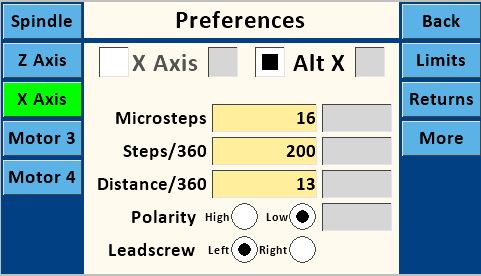 Spindle
Preferences
Back
Z Axis
X Axis
Alt X
Limits
X Axis
Microsteps
16
Returns
Motor 3
Steps/360
200
More
Motor 4
Distance/360
13
Polarity
High
Low
Leadscrew
Left
Right